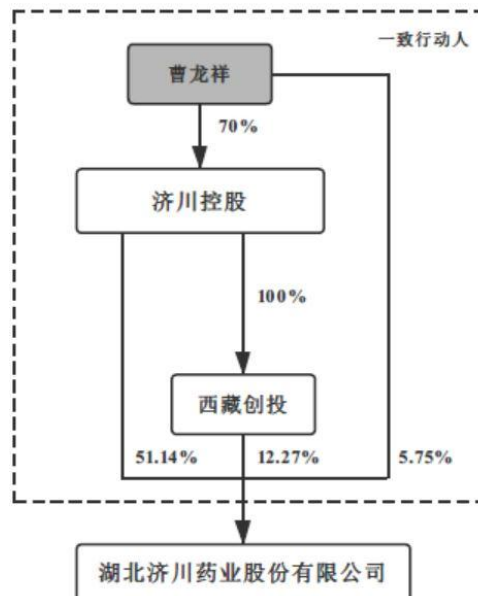 一致行动人
曹龙祥
70%
济川控股
100%
西藏创投
51.14%
12.27%
5.75%
湖北济川药业股份有限公司